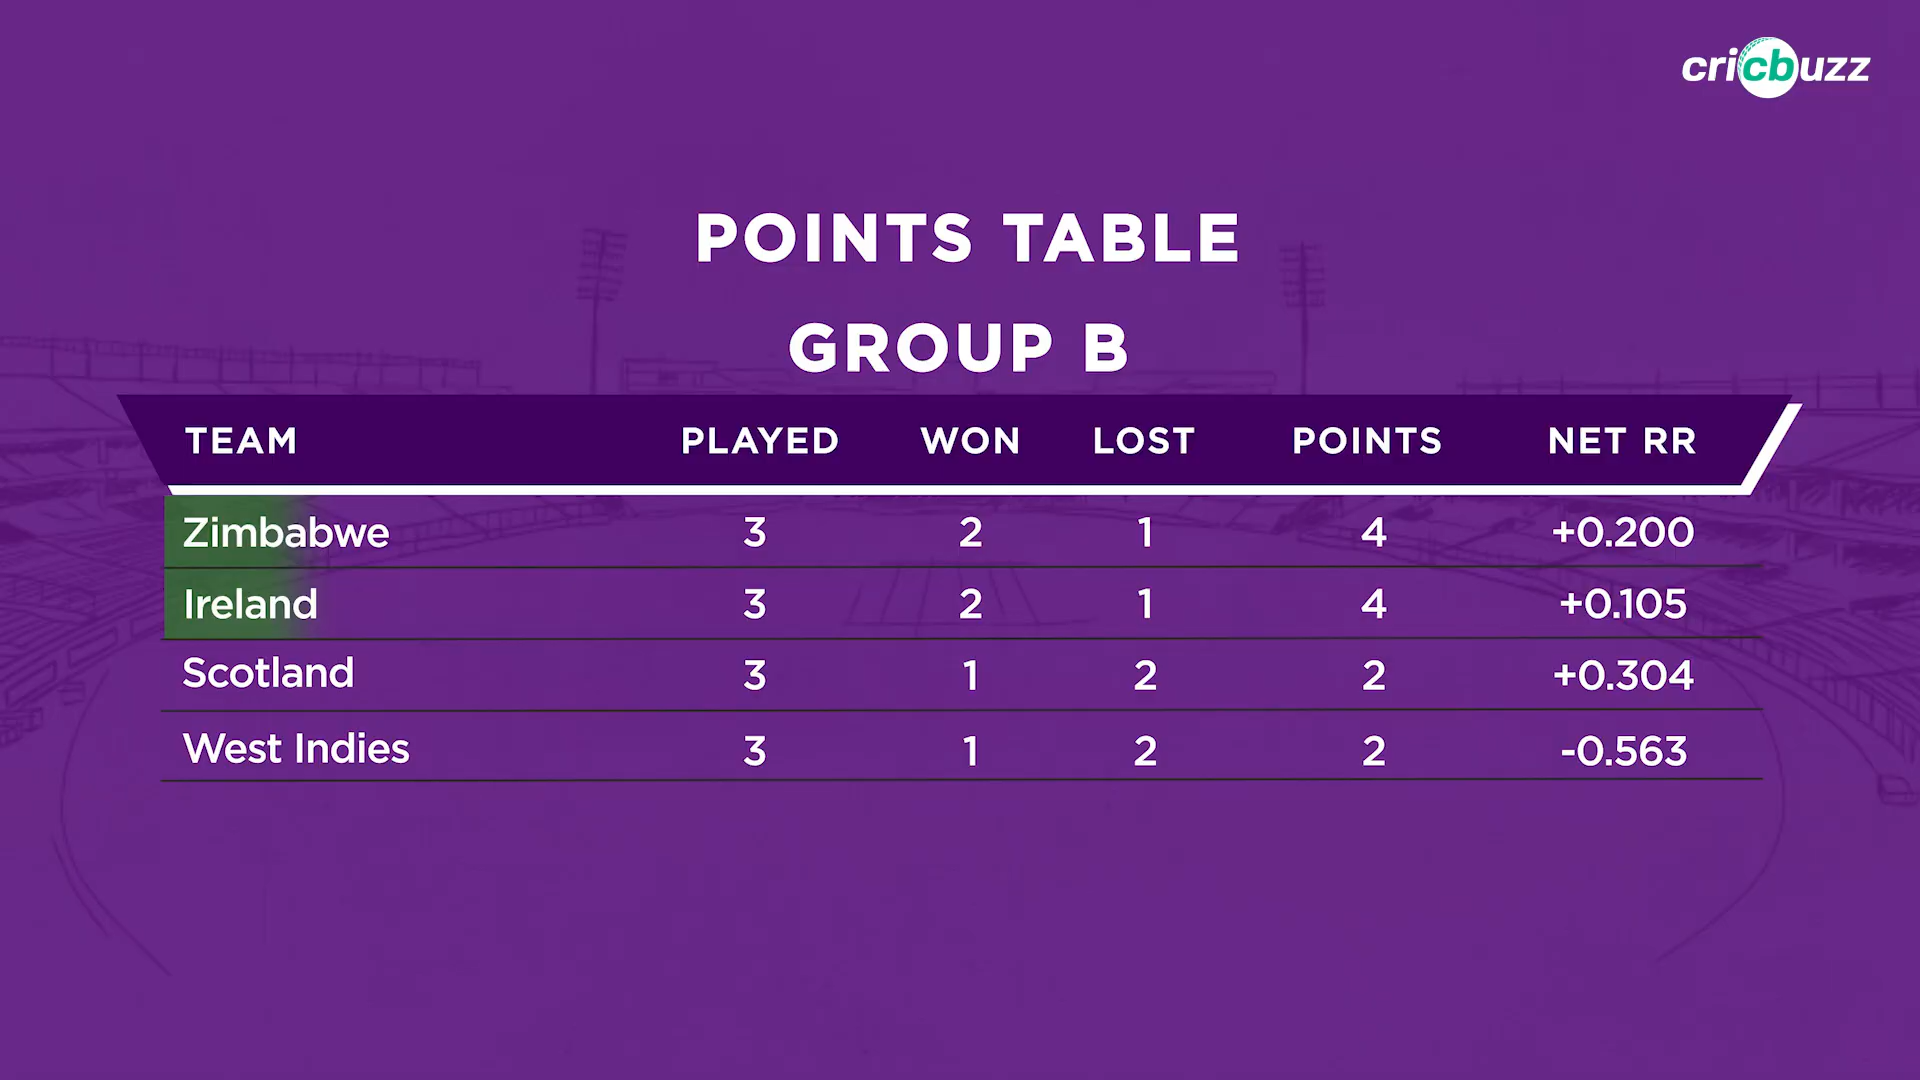 cricbuzz
POINTS TABLE
GROUP B
TEAM PLAYED WON LOST POINTS NET RR
Zimbabwe 3 2 1 4 +0.200
Ireland 3 2 1 4 +0.105
Scotland 3 1 2 2 +0.304
West Indies 3 1 2 2 -0.563